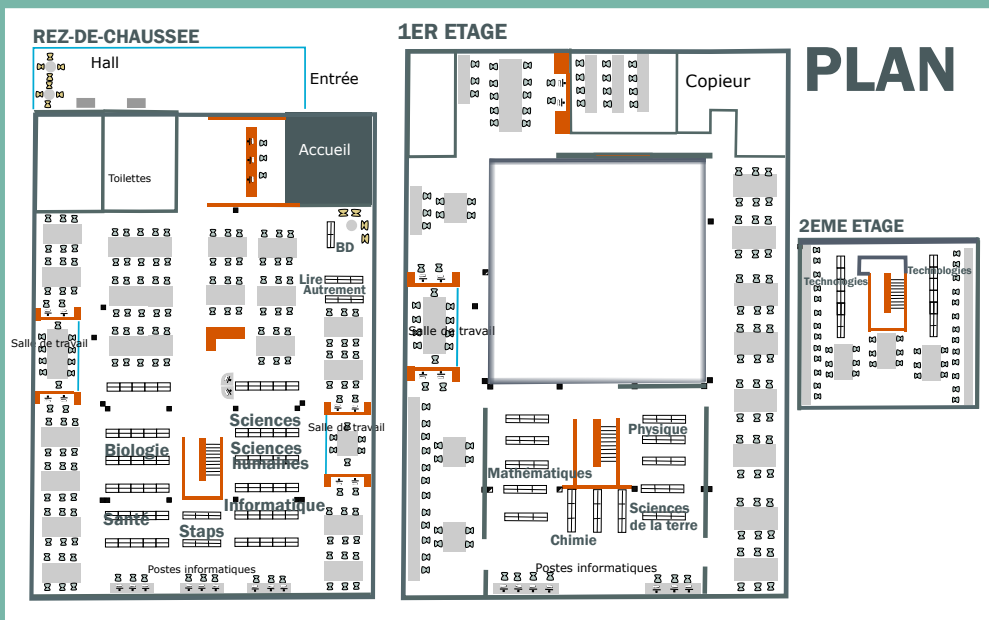 PLAN
REZ-DE-CHAUSSEE
Hall
Entrée
Accueil
Toilettes
BD
Lire
Autrement
Salle de travail
Sciences
Salle de travail
Biologie
Sciences
humaines
Informatique
Santé
Staps
Postes informatiques
1ER ETAGE
Copieur
Salle de travail
Physique
Mathématiques
Sciences
de la terre
Chimie
Postes informatiques
2EME ETAGE
Technologies
Technologies